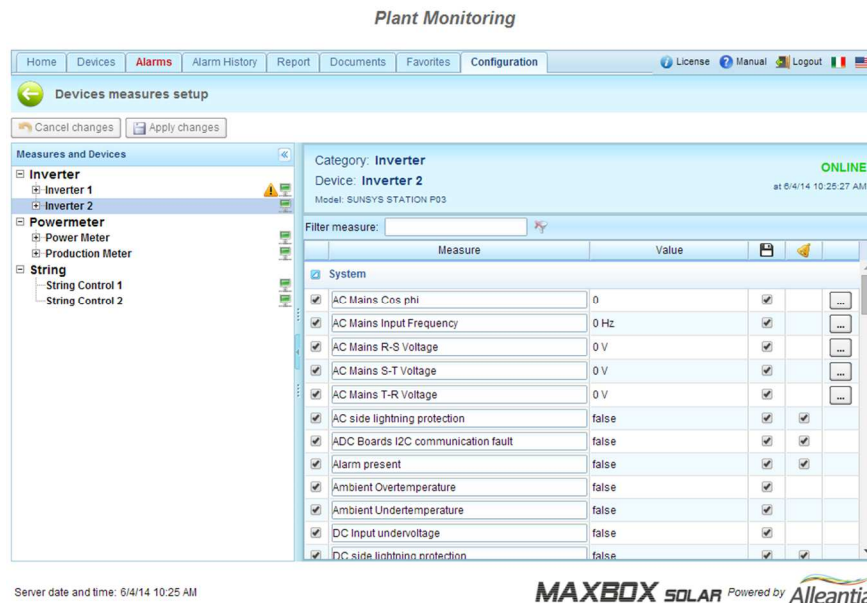 Plant Monitoring
Home Devices Alarms Alarm History Report Documents Favorites Configuration License Manual Logout
Devices measures setup
Cancel changes Apply changes
Measures and Devices
Inverter
Inverter 1
Inverter 2
Powermeter
Power Meter
Production Meter
String
String Control 1
String Control 2
Category: Inverter
ONLINE
Device: Inverter 2
at 6/4/14 10:25:27 AM
Model: SUNSYS STATION P03
Filter measure:
Measure Value
System
AC Mains Cos phi 0 ...
AC Mains Input Frequency 0 Hz ...
AC Mains R-S Voltage 0 V ...
AC Mains S-T Voltage 0 V ...
AC Mains T-R Voltage 0 V ...
AC side lightning protection false
ADC Boards I2C communication fault false
Alarm present false
Ambient Overtemperature false
Ambient Undertemperature false
DC Input undervoltage false
DC side lightning protection false
Server date and time: 6/4/14 10:25 AM
MAXBOX SOLAR Powered by Alleantia